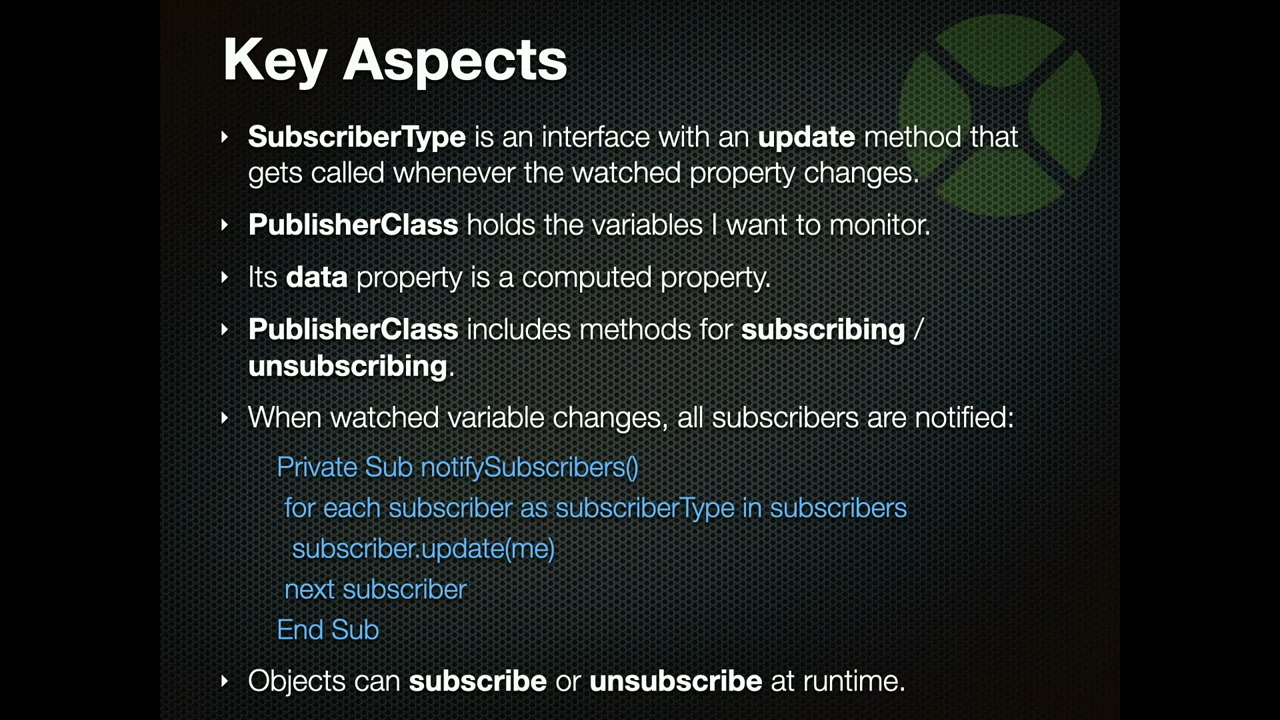 Key Aspects
SubscriberType is an interface with an update method that
gets called whenever the watched property changes.
PublisherClass holds the variables I want to monitor.
Its data property is a computed property.
PublisherClass includes methods for subscribing /
unsubscribing.
When watched variable changes, all subscribers are notified:
Private Sub notifySubscribers()
for each subscriber as subscriberType in subscribers
subscriber.update(me)
next subscriber
End Sub
Objects can subscribe or unsubscribe at runtime.